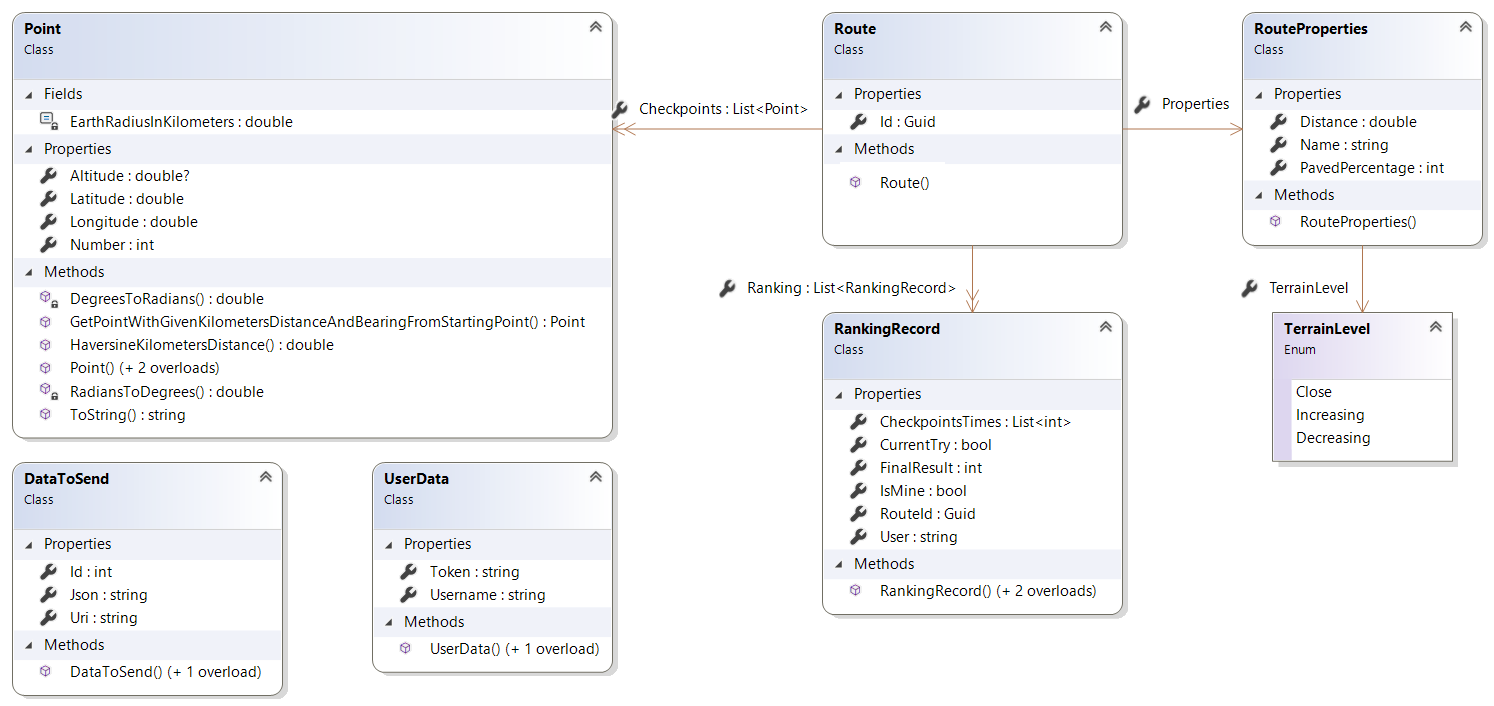 Point
Class
Fields
EarthRadiusInKilometers : double
Properties
Altitude : double?
Latitude : double
Longitude : double
Number : int
Methods
DegreesToRadians() : double
GetPointWithGivenKilometersDistanceAndBearingFromStartingPoint() : Point
HaversineKilometersDistance() : double
Point() (+ 2 overloads)
RadiansToDegrees() : double
ToString() : string
Checkpoints : List<Point>
Route
Class
Properties
Id : Guid
Methods
Route()
Properties
RouteProperties
Class
Properties
Distance : double
Name : string
PavedPercentage : int
Methods
RouteProperties()
Ranking : List<RankingRecord>
TerrainLevel
RankingRecord
Class
Properties
CheckpointsTimes : List<int>
CurrentTry : bool
FinalResult : int
IsMine : bool
RouteId : Guid
User : string
Methods
RankingRecord() (+ 2 overloads)
TerrainLevel
Enum
Close
Increasing
Decreasing
DataToSend
Class
Properties
Id : int
Json : string
Uri : string
Methods
DataToSend() (+ 1 overload)
UserData
Class
Properties
Token : string
Username : string
Methods
UserData() (+ 1 overload)